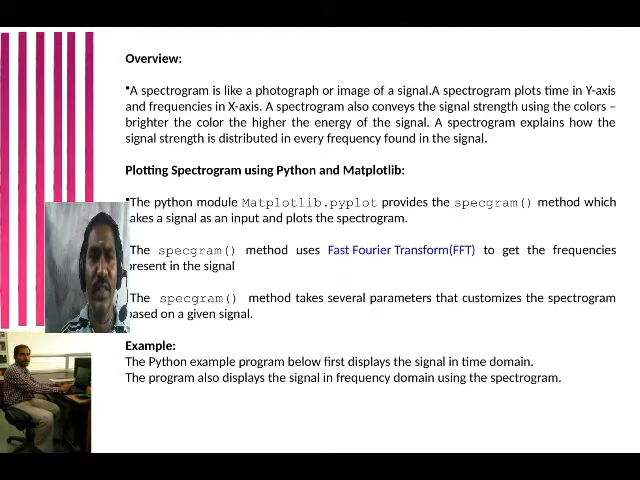 Overview:
•A spectrogram is like a photograph or image of a signal.A spectrogram plots time in Y-axis
and frequencies in X-axis. A spectrogram also conveys the signal strength using the colors –
brighter the color the higher the energy of the signal. A spectrogram explains how the
signal strength is distributed in every frequency found in the signal.
Plotting Spectrogram using Python and Matplotlib:
•The python module Matplotlib.pyplot provides the specgram() method which
takes a signal as an input and plots the spectrogram.
The specgram() method uses Fast Fourier Transform(FFT) to get the frequencies
present in the signal
The specgram() method takes several parameters that customizes the spectrogram
based on a given signal.
Example:
The Python example program below first displays the signal in time domain.
The program also displays the signal in frequency domain using the spectrogram.